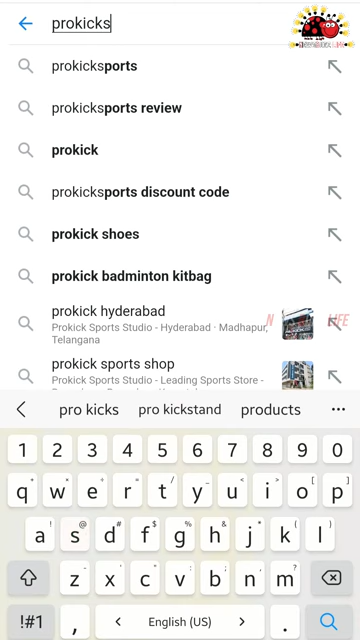 prokicks
prokicksports
prokicksports review
prokick
prokicksports discount code
prokick shoes
prokick badminton kitbag
prokick hyderabad
Prokick Sports Studio - Hyderabad · Madhapur,
Telangana
prokick sports shop
Prokick Sports Studio - Leading Sports Store -
pro kicks
pro kickstand
products
1 2 3 4 5 6 7 8 9 0
q w e r t y u i o p
a s d f g h j k l
z x c v b n m
!#1 , < English (US) > .